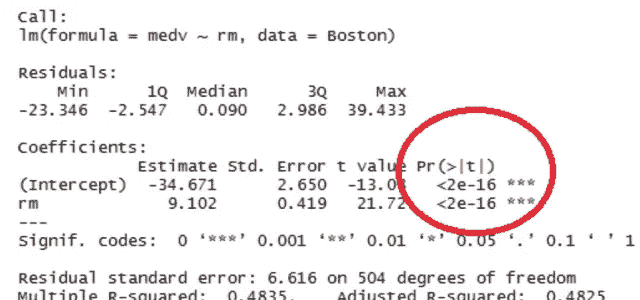 Call:
lm(formula = medv ~ rm, data = Boston)
Residuals:
Min 1Q Median 3Q Max
-23.346 -2.547 0.090 2.986 39.433
Coefficients:
Estimate Std. Error t value Pr(>|t|)
(Intercept) -34.671 2.650 -13.08 <2e-16 ***
rm 9.102 0.419 21.72 <2e-16 ***
---
Signif. codes: 0 ‘***’ 0.001 ‘**’ 0.01 ‘*’ 0.05 ‘.’ 0.1 ‘ ’ 1
Residual standard error: 6.616 on 504 degrees of freedom
Multiple R-squared: 0.4835, Adjusted R-squared: 0.4825